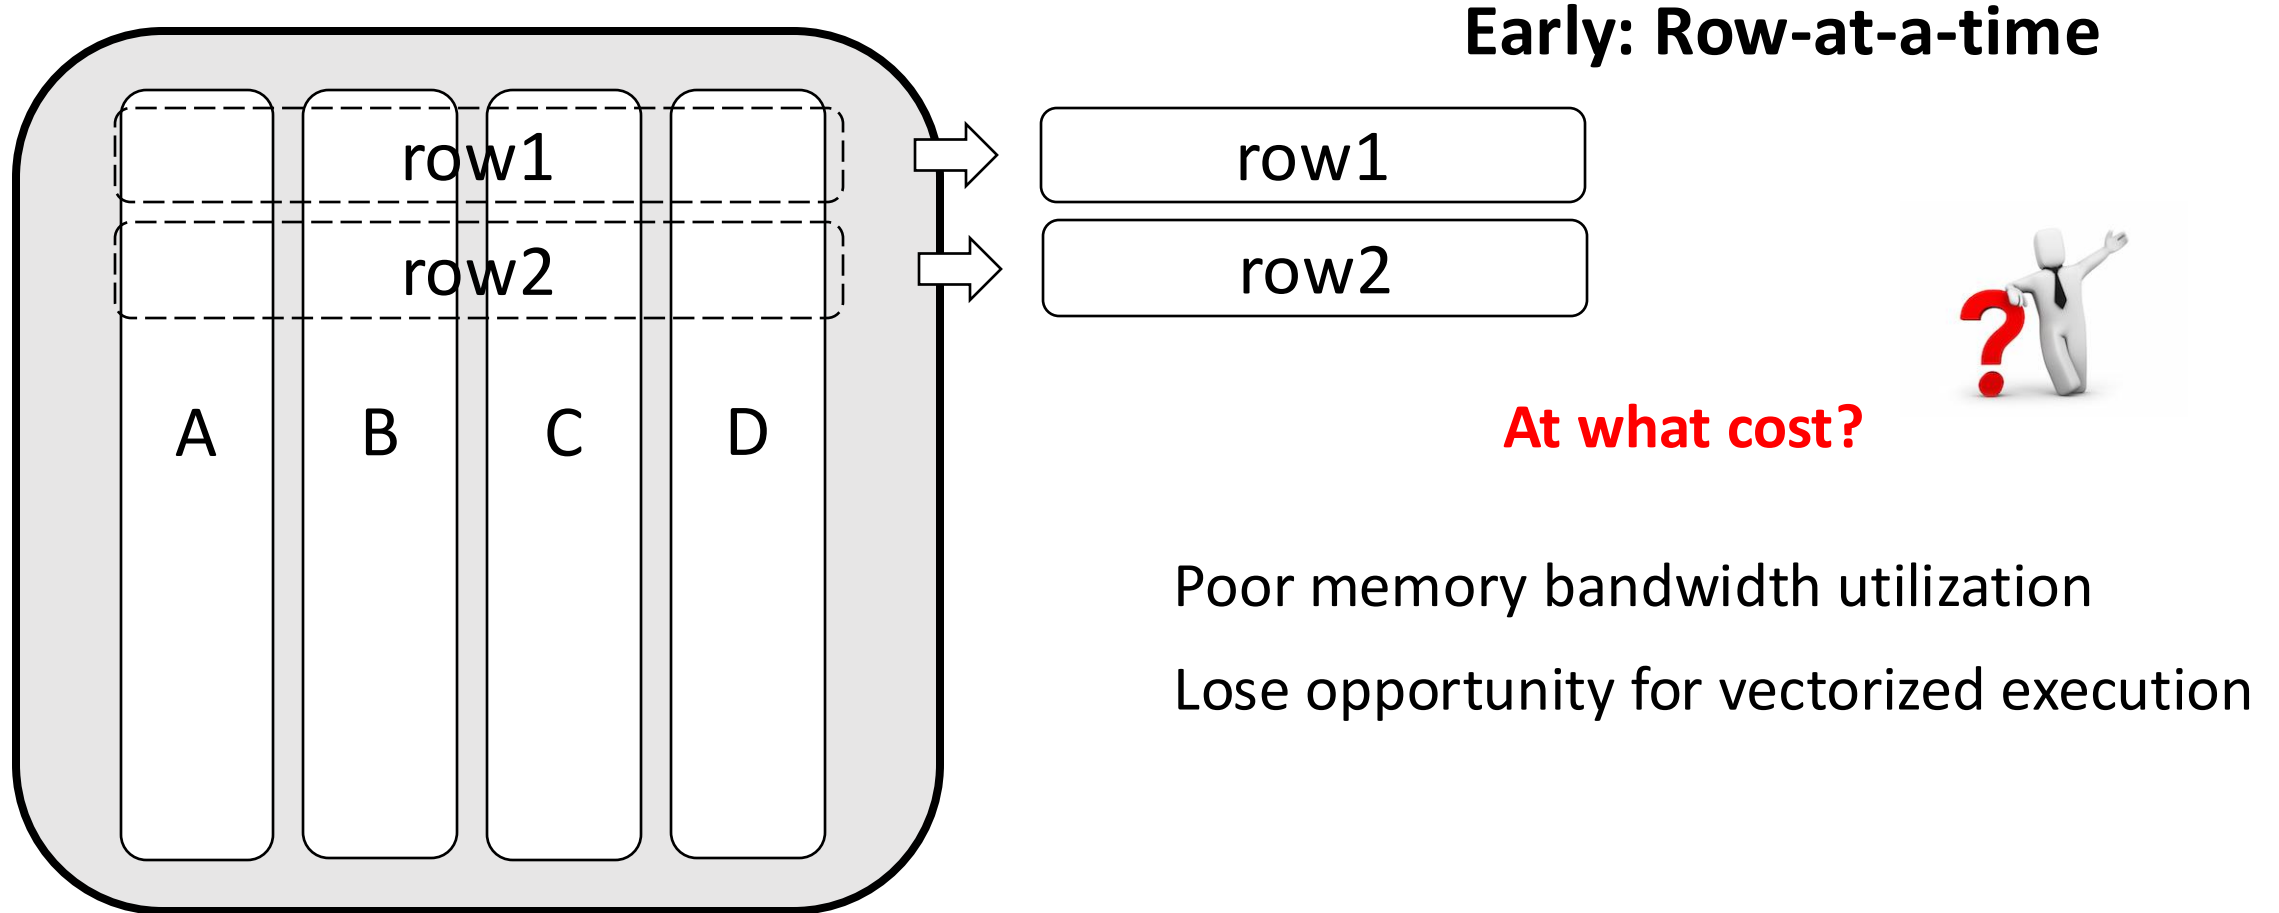 Early: Row-at-a-time
row1
row1
row2
row2
A B C D
At what cost?
Poor memory bandwidth utilization
Lose opportunity for vectorized execution